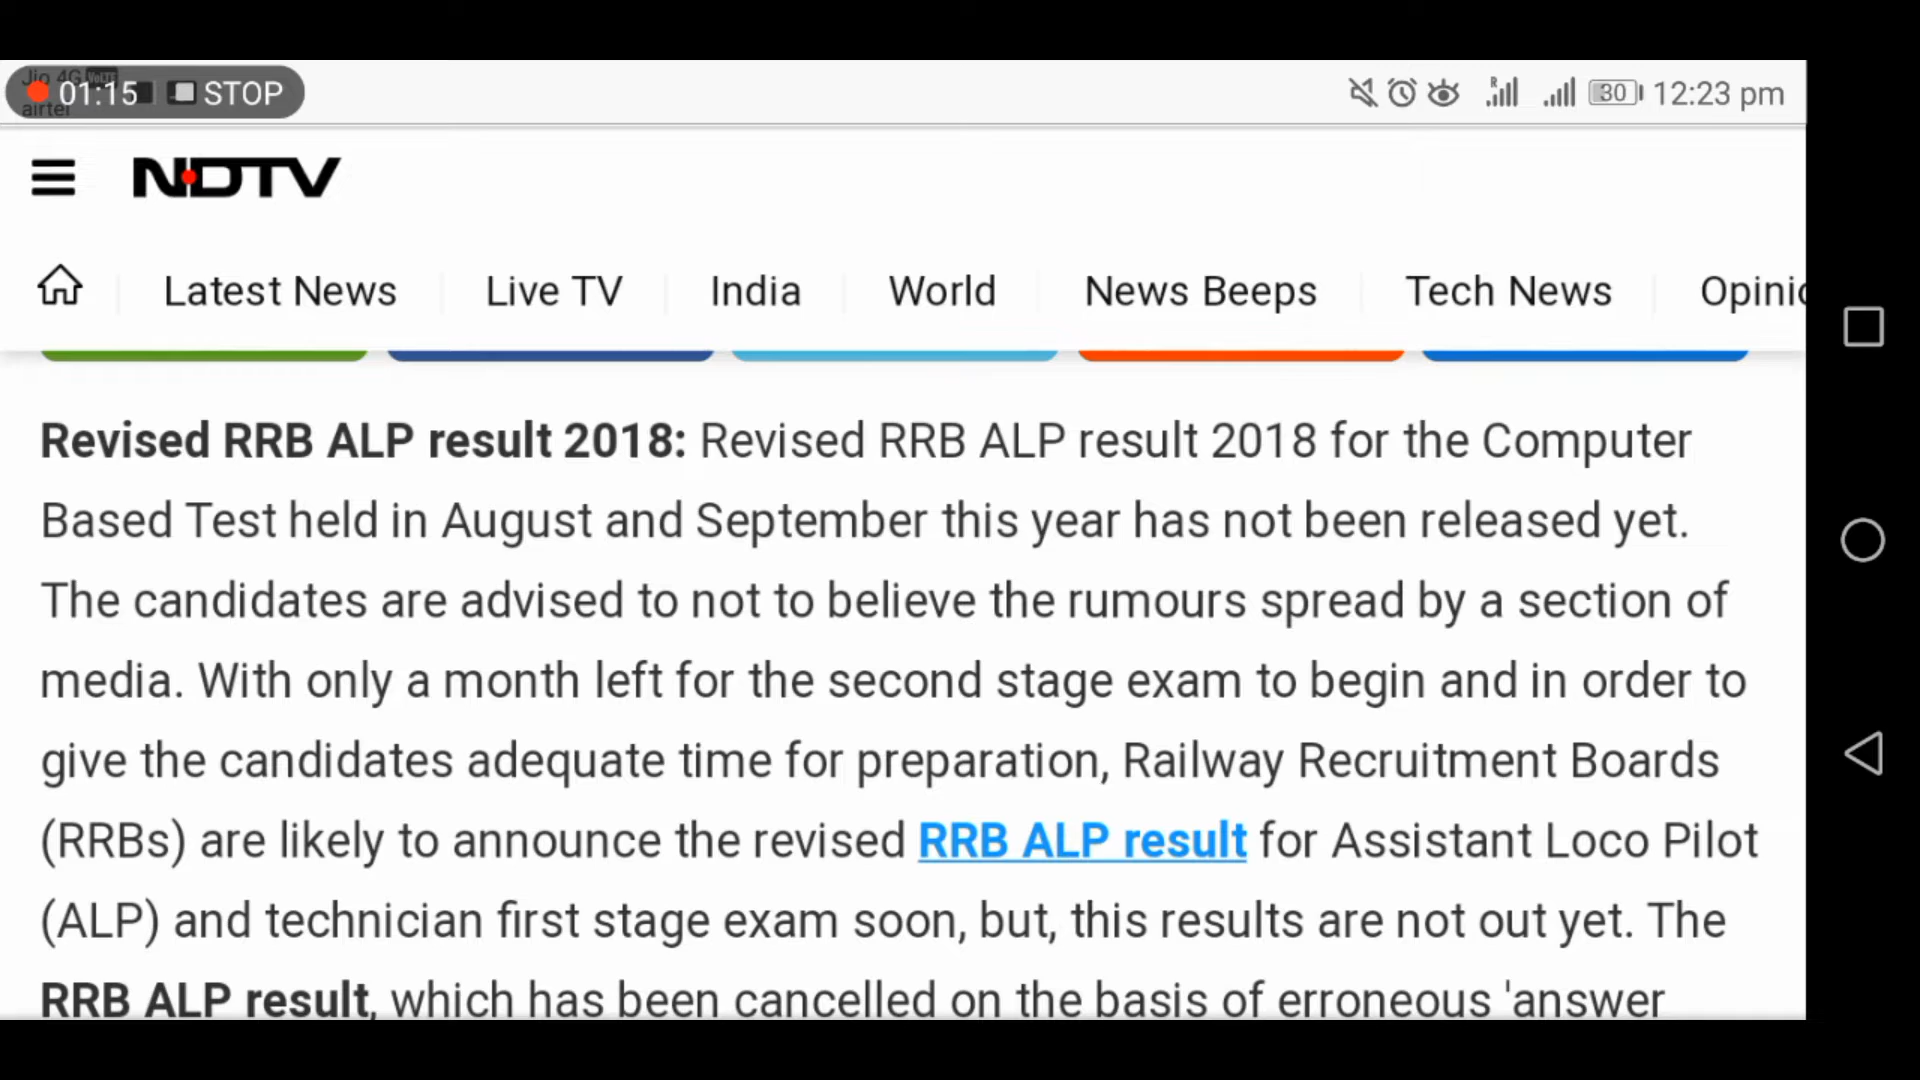 Jio 4G VoLTE
airtel
01:15 STOP
30 12:23 pm
NDTV
Latest News Live TV India World News Beeps Tech News Opinio
Revised RRB ALP result 2018: Revised RRB ALP result 2018 for the Computer
Based Test held in August and September this year has not been released yet.
The candidates are advised to not to believe the rumours spread by a section of
media. With only a month left for the second stage exam to begin and in order to
give the candidates adequate time for preparation, Railway Recruitment Boards
(RRBs) are likely to announce the revised RRB ALP result for Assistant Loco Pilot
(ALP) and technician first stage exam soon, but, this results are not out yet. The
RRB ALP result, which has been cancelled on the basis of erroneous 'answer